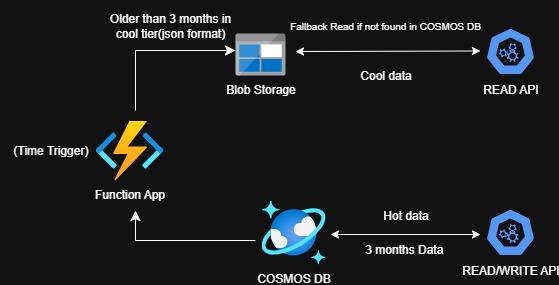 Older than 3 months in
cool tier(json format)
Fallback Read if not found in COSMOS DB
Blob Storage
Cool data
READ API
(Time Trigger)
Function App
Hot data
3 months Data
COSMOS DB
READ/WRITE API